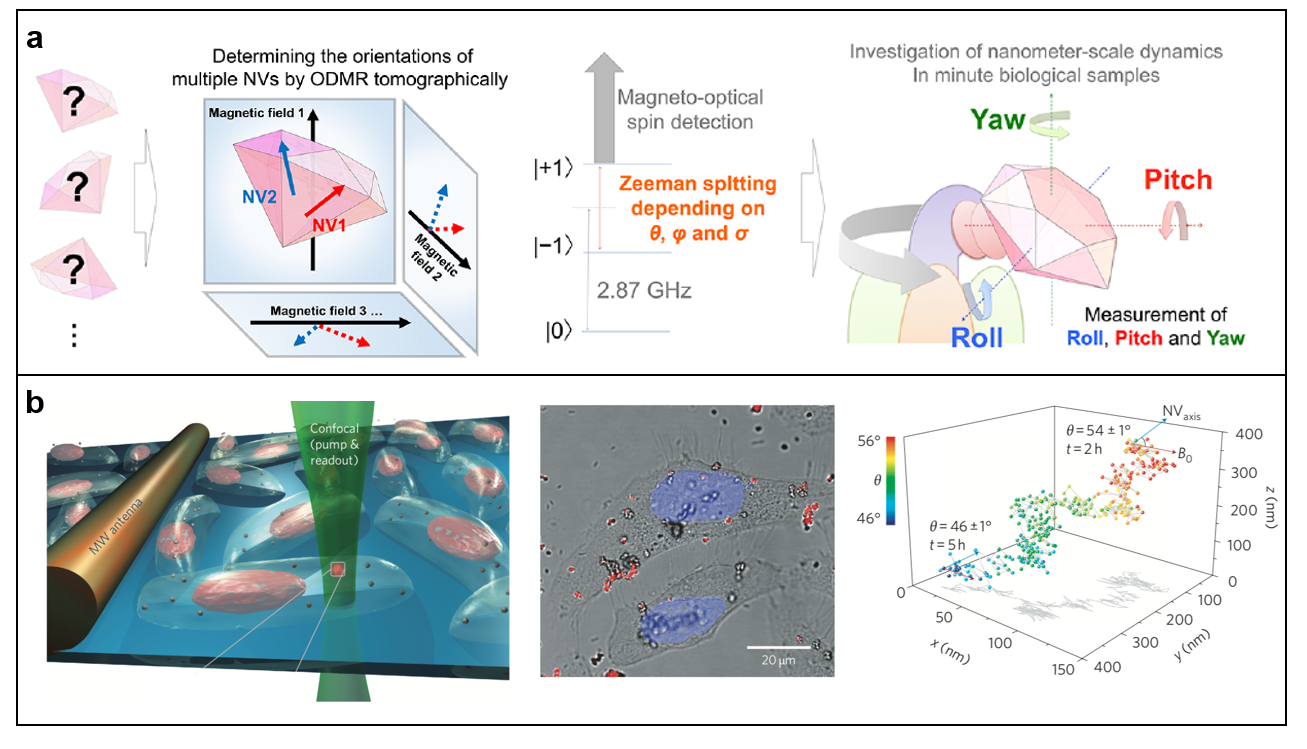 a
Determining the orientations of
multiple NVs by ODMR tomographically
?
?
?
⋮
Magnetic field 1
NV2
NV1
Magnetic
field 2
Magnetic field 3 ...
Magneto-optical
spin detection
|+1⟩
Zeeman spltting
depending on
θ, φ and σ
|−1⟩
2.87 GHz
|0⟩
Investigation of nanometer-scale dynamics
In minute biological samples
Yaw
Pitch
Roll
Measurement of
Roll, Pitch and Yaw
b
MW antenna
Confocal
(pump &
readout)
20 μm
56°
θ
46°
NVaxis
θ = 54 ± 1°
t = 2 h
B0
θ = 46 ± 1°
t = 5 h
400
300
200
100
0
z (nm)
0
50
100
150
x (nm)
100
200
300
400
y (nm)